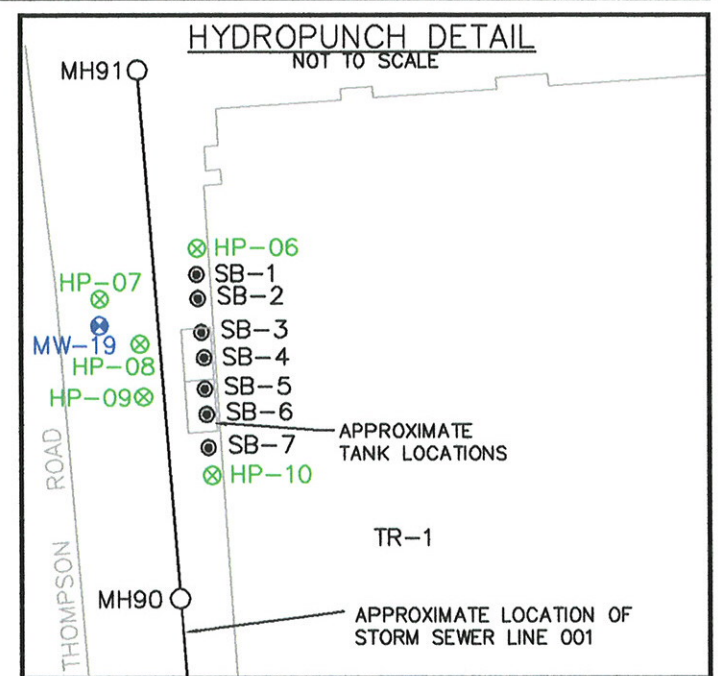 HYDROPUNCH DETAIL
NOT TO SCALE
MH91
HP-06
SB-1
HP-07
SB-2
MW-19
SB-3
HP-08
SB-4
HP-09
SB-5
SB-6
APPROXIMATE
TANK LOCATIONS
SB-7
HP-10
THOMPSON ROAD
TR-1
MH90
APPROXIMATE LOCATION OF
STORM SEWER LINE 001